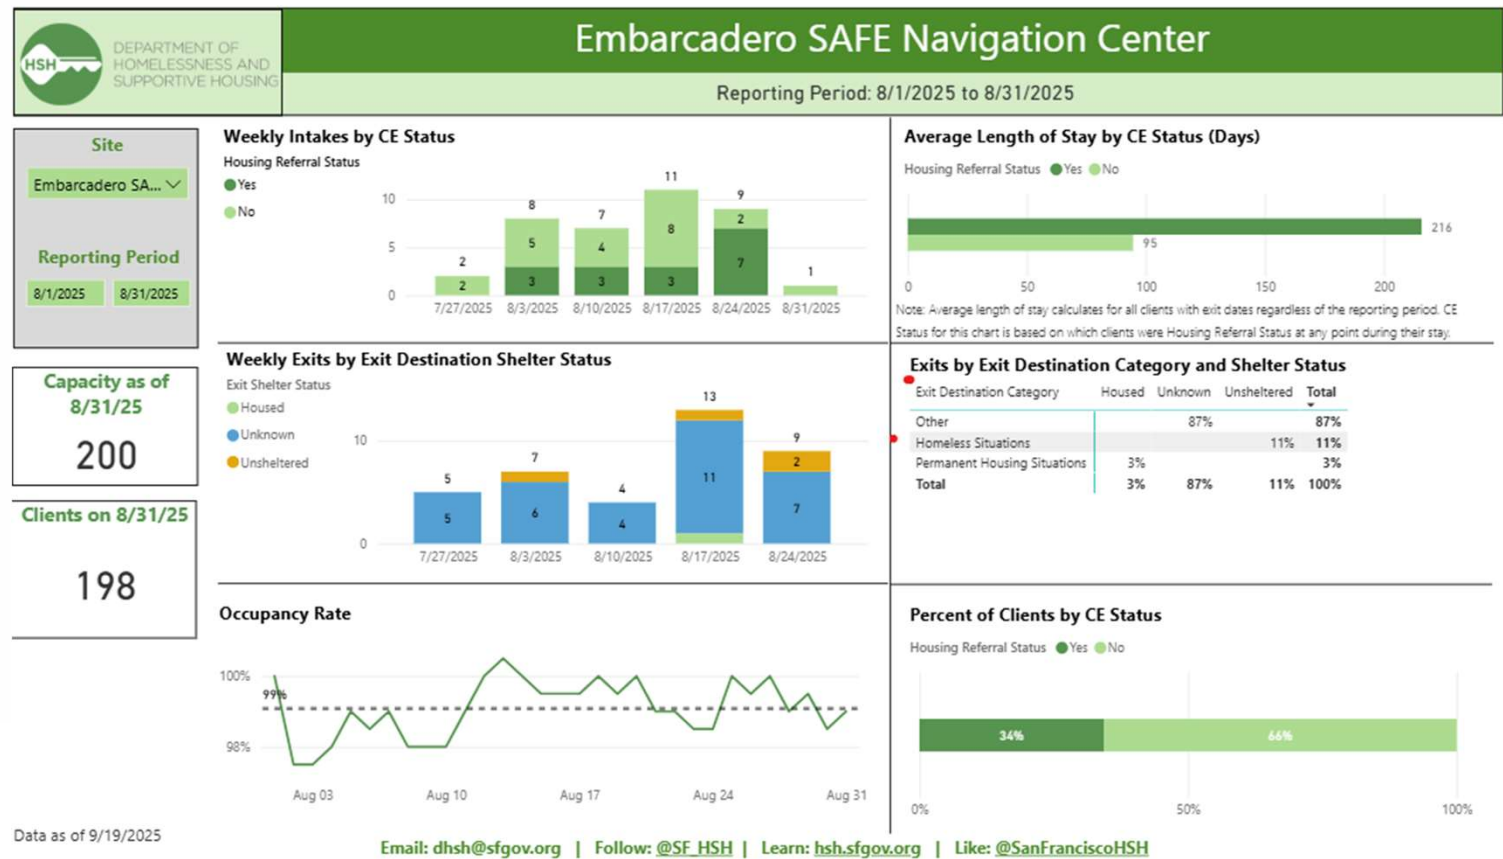 HSH
DEPARTMENT OF
HOMELESSNESS AND
SUPPORTIVE HOUSING
Embarcadero SAFE Navigation Center
Reporting Period: 8/1/2025 to 8/31/2025
Site
Embarcadero SA...
Reporting Period
8/1/2025 8/31/2025
Capacity as of
8/31/25
200
Clients on 8/31/25
198
Weekly Intakes by CE Status
Housing Referral Status
Yes
No
10
5
0
2
2
8
5
3
7
4
3
11
8
3
9
2
7
1
7/27/2025 8/3/2025 8/10/2025 8/17/2025 8/24/2025 8/31/2025
Average Length of Stay by CE Status (Days)
Housing Referral Status Yes No
216
95
0 50 100 150 200
Note: Average length of stay calculates for all clients with exit dates regardless of the reporting period. CE
Status for this chart is based on which clients were Housing Referral Status at any point during their stay.
Weekly Exits by Exit Destination Shelter Status
Exit Shelter Status
Housed
Unknown
Unsheltered
10
0
5
5
7
6
4
4
13
11
9
2
7
7/27/2025 8/3/2025 8/10/2025 8/17/2025 8/24/2025
Exits by Exit Destination Category and Shelter Status
Exit Destination Category Housed Unknown Unsheltered Total
Other 87% 87%
Homeless Situations 11% 11%
Permanent Housing Situations 3% 3%
Total 3% 87% 11% 100%
Occupancy Rate
100%
99%
98%
Aug 03 Aug 10 Aug 17 Aug 24 Aug 31
Percent of Clients by CE Status
Housing Referral Status Yes No
34% 66%
0% 50% 100%
Data as of 9/19/2025
Email: dhsh@sfgov.org | Follow: @SF_HSH | Learn: hsh.sfgov.org | Like: @SanFranciscoHSH